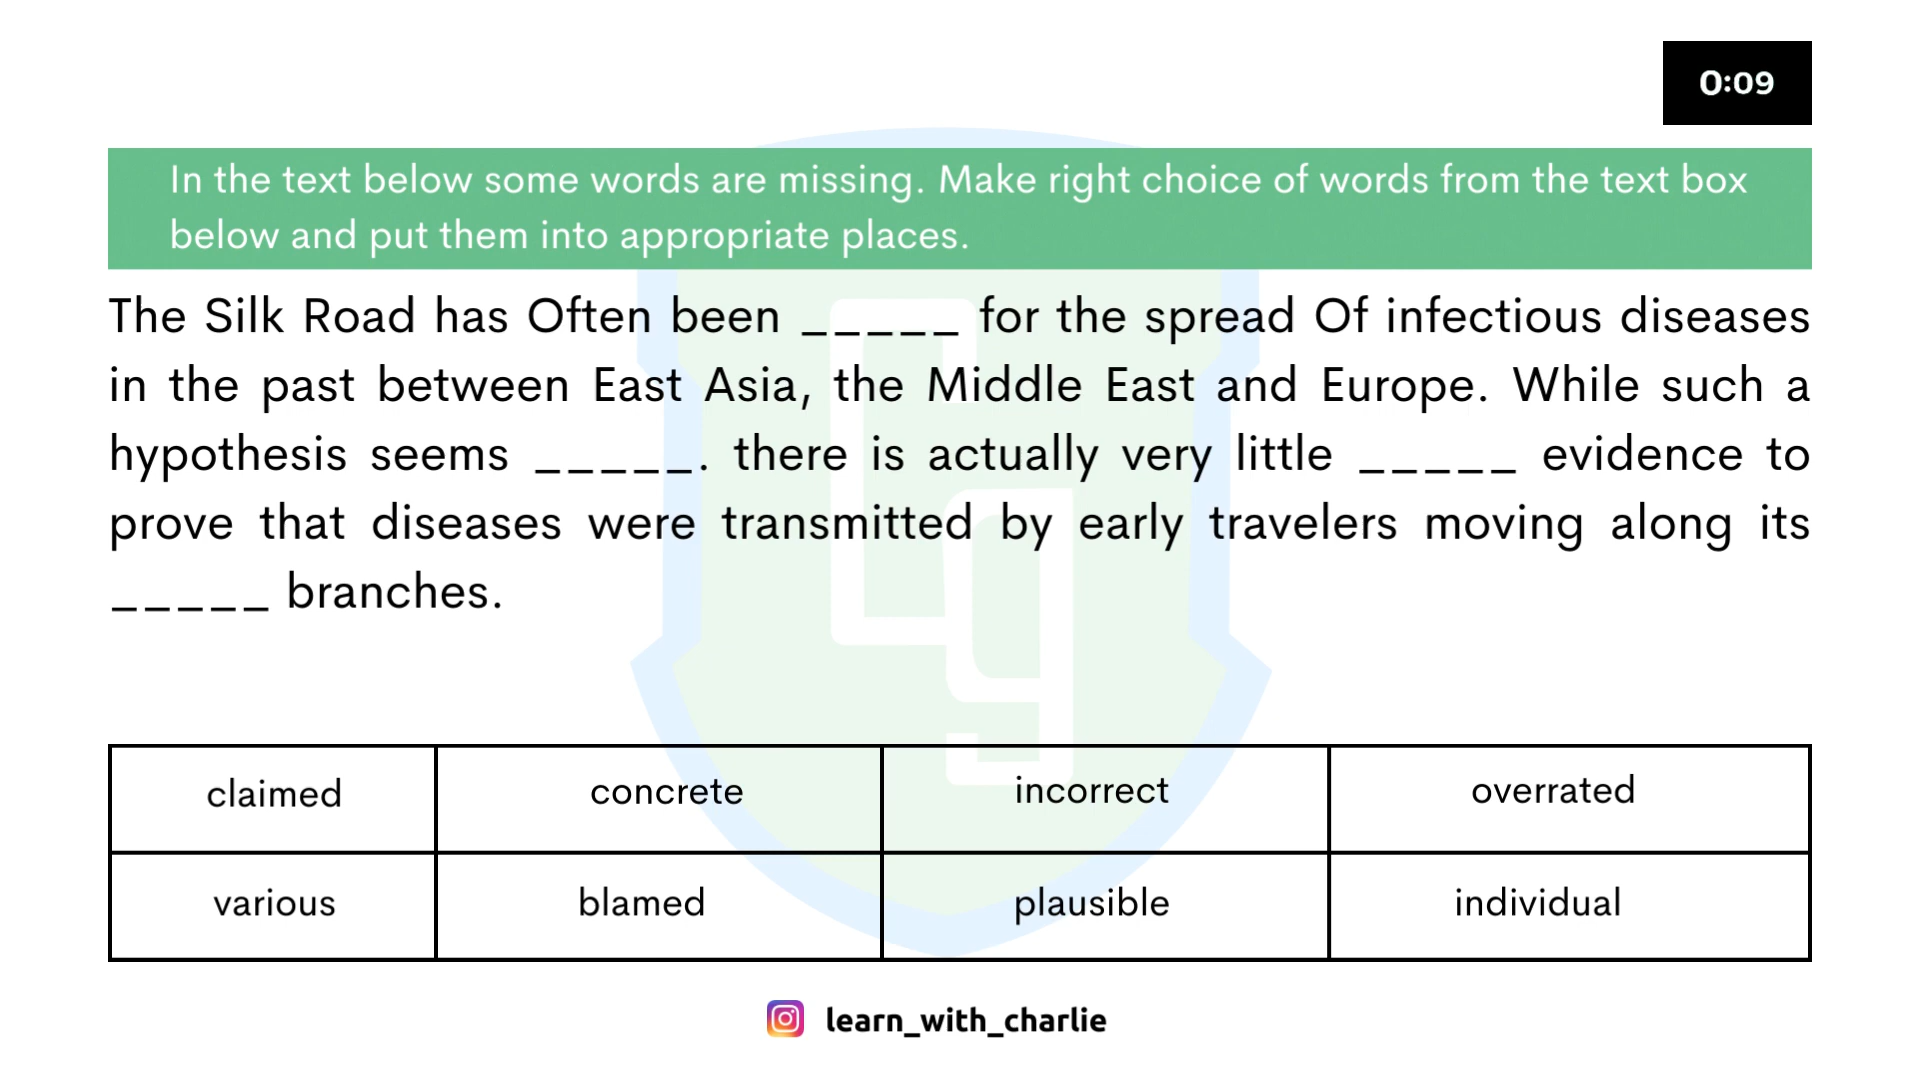 0:09
In the text below some words are missing. Make right choice of words from the text box
below and put them into appropriate places.
The Silk Road has Often been _____ for the spread Of infectious diseases
in the past between East Asia, the Middle East and Europe. While such a
hypothesis seems _____. there is actually very little _____ evidence to
prove that diseases were transmitted by early travelers moving along its
_____ branches.
claimed concrete incorrect overrated
various blamed plausible individual
learn_with_charlie